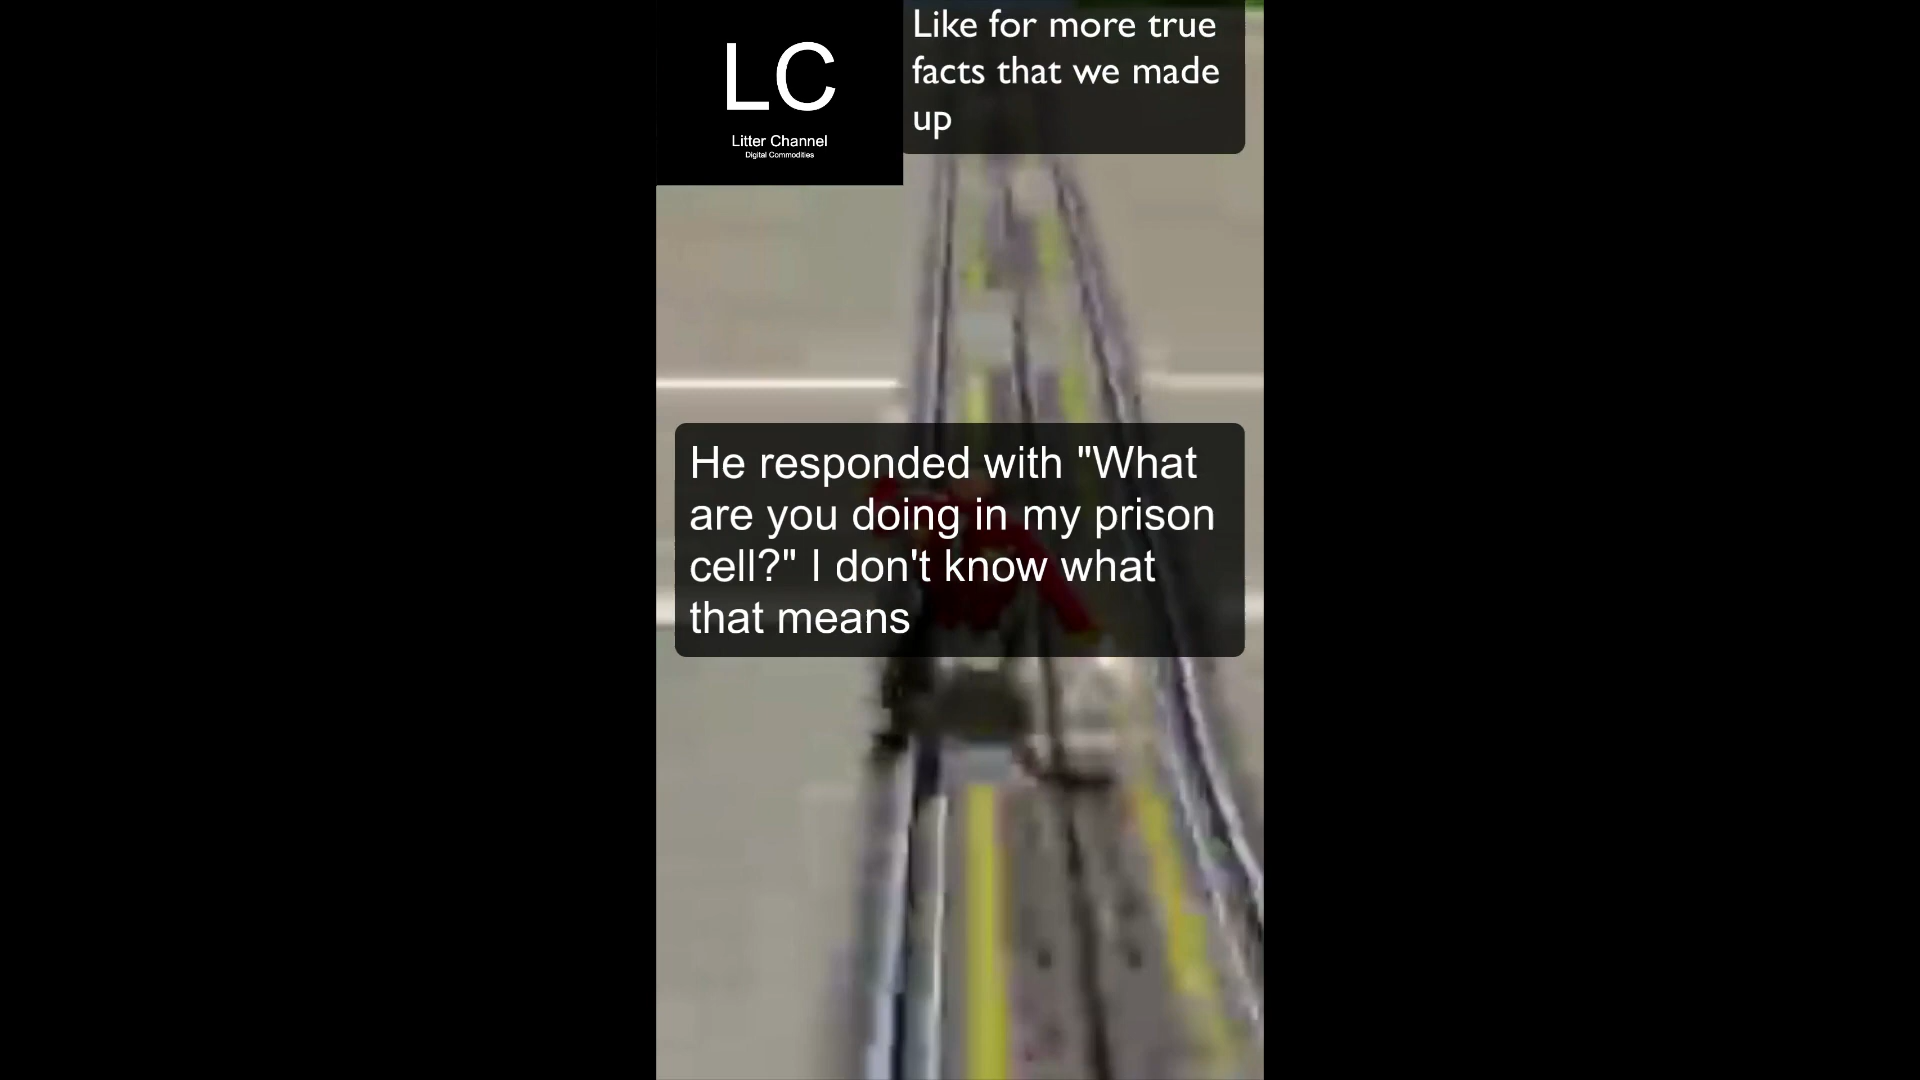 LC
Litter Channel
Digital Commodities
Like for more true
facts that we made
up
He responded with "What
are you doing in my prison
cell?" I don't know what
that means